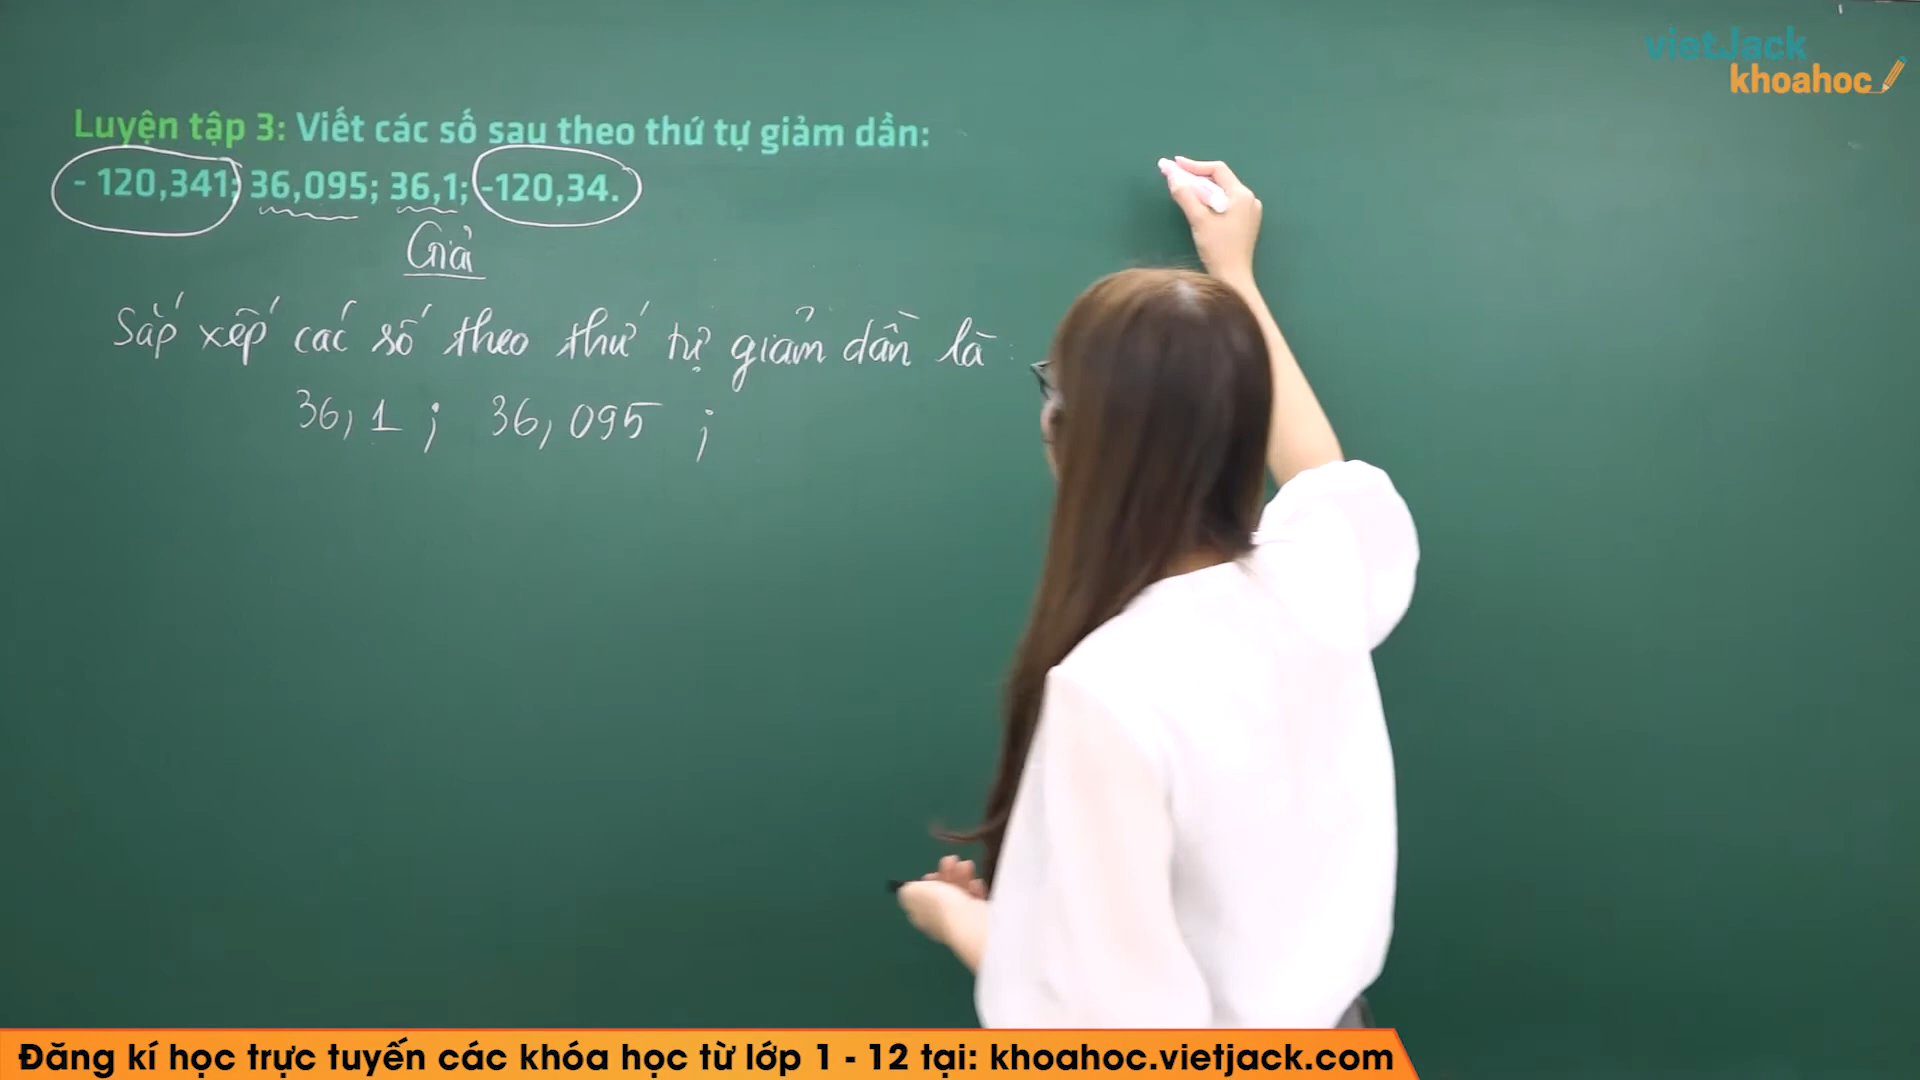 vietJack
khoahoc
Luyện tập 3: Viết các số sau theo thứ tự giảm dần:
- 120,341; 36,095; 36,1; -120,34.
Giải
Sắp xếp các số theo thứ tự giảm dần là :
36,1 ; 36,095 ;
Đăng kí học trực tuyến các khóa học từ lớp 1 - 12 tại: khoahoc.vietjack.com